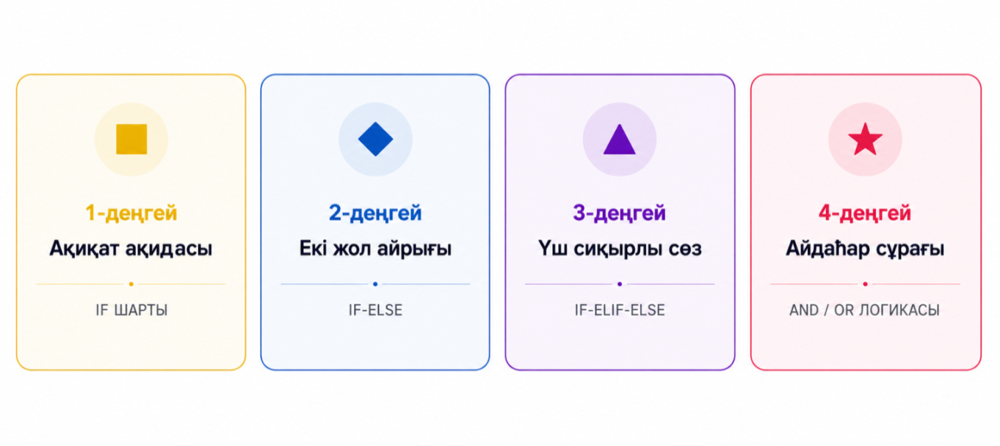 1-деңгей
Ақиқат ақидасы
IF ШАРТЫ
2-деңгей
Екі жол айрығы
IF-ELSE
3-деңгей
Үш сиқырлы сөз
IF-ELIF-ELSE
4-деңгей
Айдаһар сұрағы
AND / OR ЛОГИКАСЫ